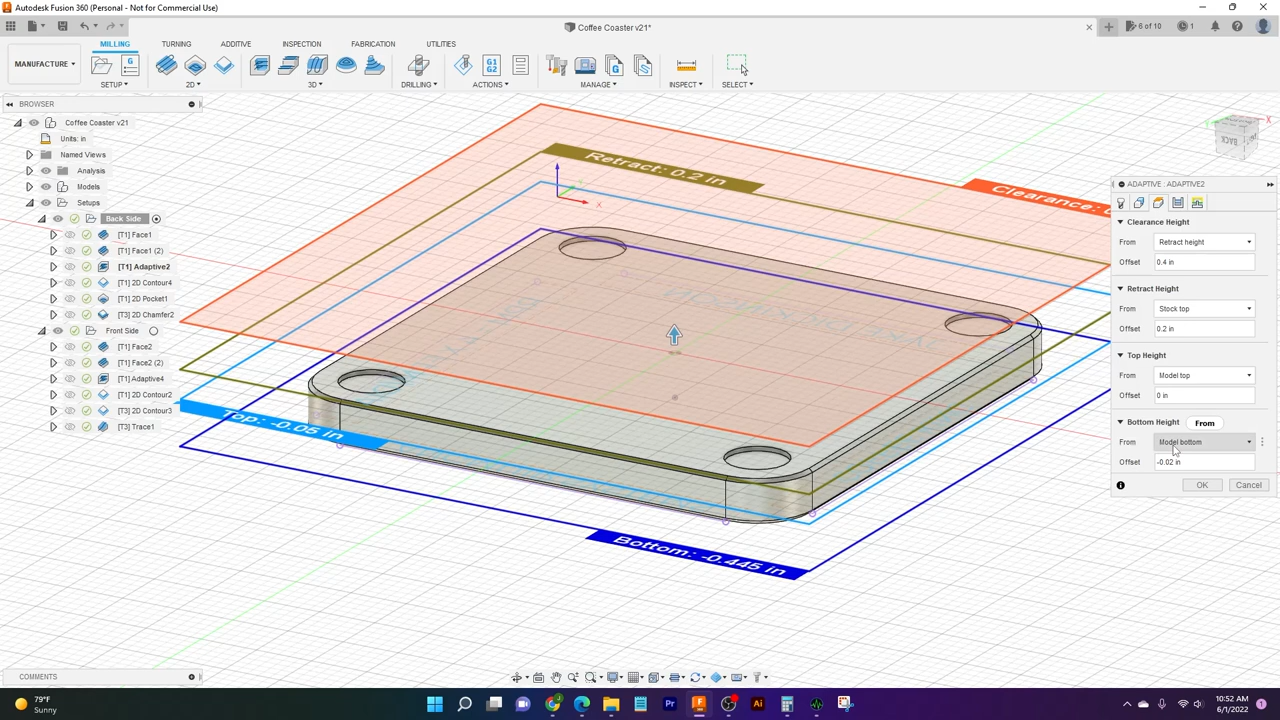 Autodesk Fusion 360 (Personal - Not for Commercial Use)
Coffee Coaster v21*
6 of 10
1
MILLING
TURNING
ADDITIVE
INSPECTION
FABRICATION
UTILITIES
MANUFACTURE
G1
G2
SETUP
2D
3D
DRILLING
ACTIONS
MANAGE
INSPECT
SELECT
BROWSER
Coffee Coaster v21
Units: in
Named Views
Analysis
Models
Setups
Back Side
[T1] Face1
[T1] Face1 (2)
[T1] Adaptive2
[T1] 2D Contour4
[T1] 2D Pocket1
[T3] 2D Chamfer2
Front Side
[T1] Face2
[T1] Face2 (2)
[T1] Adaptive4
[T1] 2D Contour2
[T3] 2D Contour3
[T3] Trace1
Retract: 0.2 in
Clearance:
Top: -0.05 in
Bottom: -0.445 in
X
BACK
X
ADAPTIVE : ADAPTIVE2
Clearance Height
From Retract height
Offset 0.4 in
Retract Height
From Stock top
Offset 0.2 in
Top Height
From Model top
Offset 0 in
Bottom Height From
From Model bottom
Offset -0.02 in
OK Cancel
COMMENTS
79°F
Sunny
Pr
Ai
10:52 AM
6/1/2022